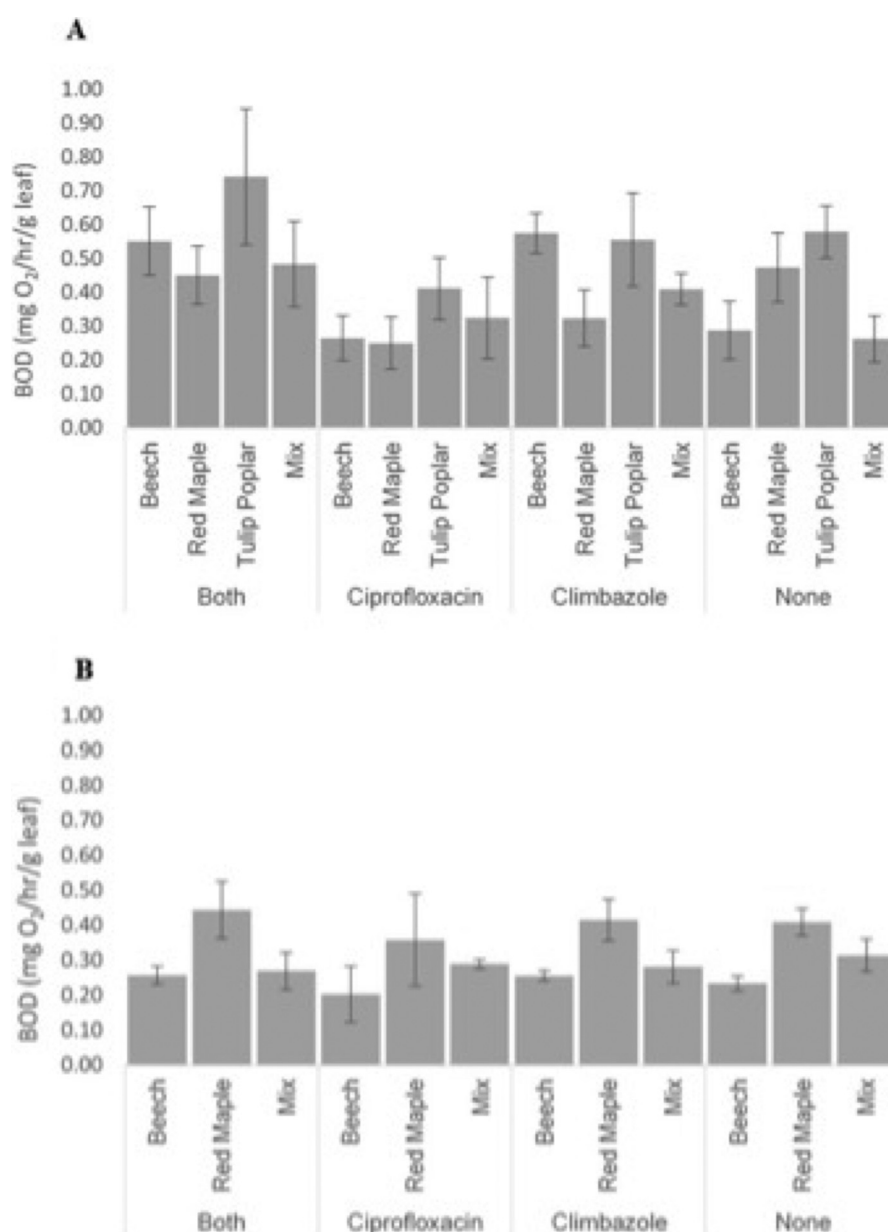 A
1.00
0.90
0.80
0.70
0.60
0.50
0.40
0.30
0.20
0.10
0.00
BOD (mg O₂/hr/g leaf)
Beech Red Maple Tulip Poplar Mix Beech Red Maple Tulip Poplar Mix Beech Red Maple Tulip Poplar Mix Beech Red Maple Tulip Poplar Mix
Both Ciprofloxacin Climbazole None
B
1.00
0.90
0.80
0.70
0.60
0.50
0.40
0.30
0.20
0.10
0.00
BOD (mg O₂/hr/g leaf)
Beech Red Maple Mix Beech Red Maple Mix Beech Red Maple Mix Beech Red Maple Mix
Both Ciprofloxacin Climbazole None